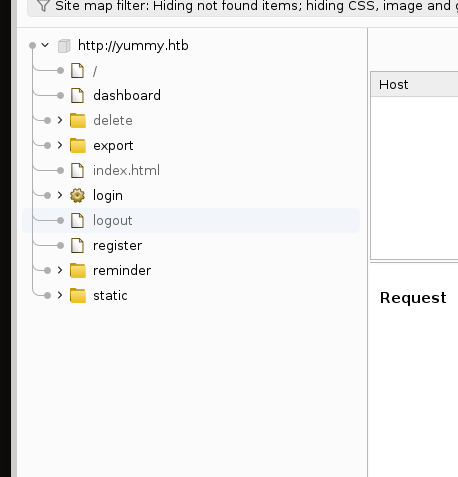 Site map filter: Hiding not found items; hiding CSS, image and
http://yummy.htb
/
dashboard
Host
delete
export
index.html
login
logout
register
reminder
static
Request